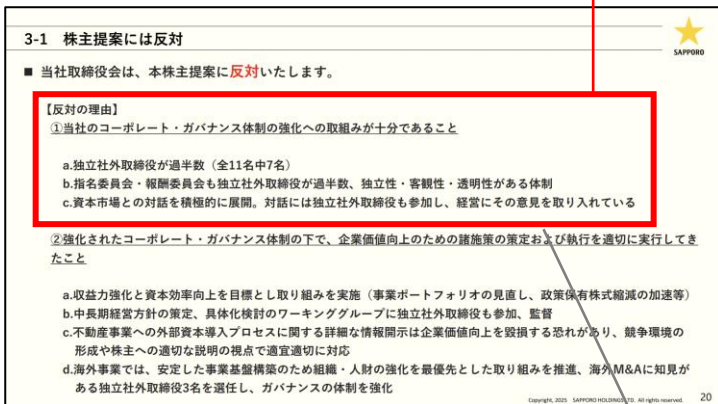 3-1 株主提案には反対
SAPPORO
■ 当社取締役会は、本株主提案に反対いたします。
【反対の理由】
①当社のコーポレート・ガバナンス体制の強化への取組みが十分であること
a.独立社外取締役が過半数（全11名中7名）
b.指名委員会・報酬委員会も独立社外取締役が過半数、独立性・客観性・透明性がある体制
c.資本市場との対話を積極的に展開。対話には独立社外取締役も参加し、経営にその意見を取り入れている
②強化されたコーポレート・ガバナンス体制の下で、企業価値向上のための諸施策の策定および執行を適切に実行してき
たこと
a.収益力強化と資本効率向上を目標とし取り組みを実施（事業ポートフォリオの見直し、政策保有株式縮減の加速等）
b.中長期経営方針の策定、具体化検討のワーキンググループに独立社外取締役も参加、監督
c.不動産事業への外部資本導入プロセスに関する詳細な情報開示は企業価値向上を毀損する恐れがあり、競争環境の
形成や株主への適切な説明の視点で適宜適切に対応
d.海外事業では、安定した事業基盤構築のため組織・人財の強化を最優先とした取り組みを推進、海外M&Aに知見が
ある独立社外取締役3名を選任し、ガバナンスの体制を強化
Copyright, 2025 SAPPORO HOLDINGS LTD. All rights reserved.
20